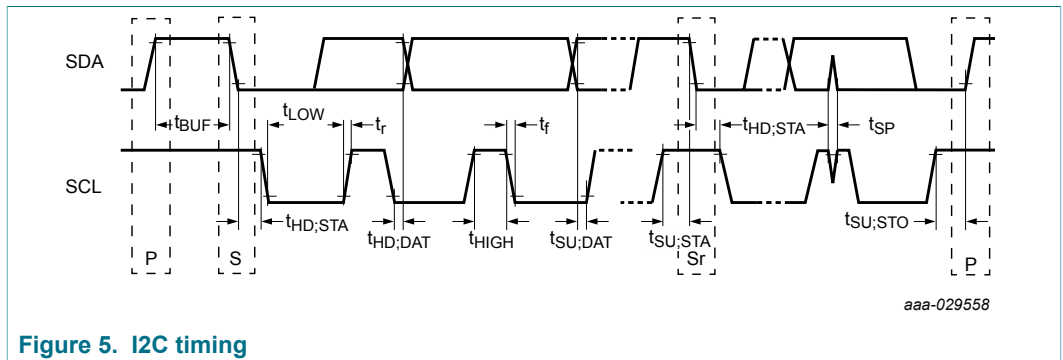 SDA
tBUF
tLOW
tr
tf
tHD;STA
tSP
SCL
tHD;STA
tHD;DAT
tHIGH
tSU;DAT
tSU;STA
tSU;STO
P
S
Sr
P
aaa-029558
Figure 5. I2C timing